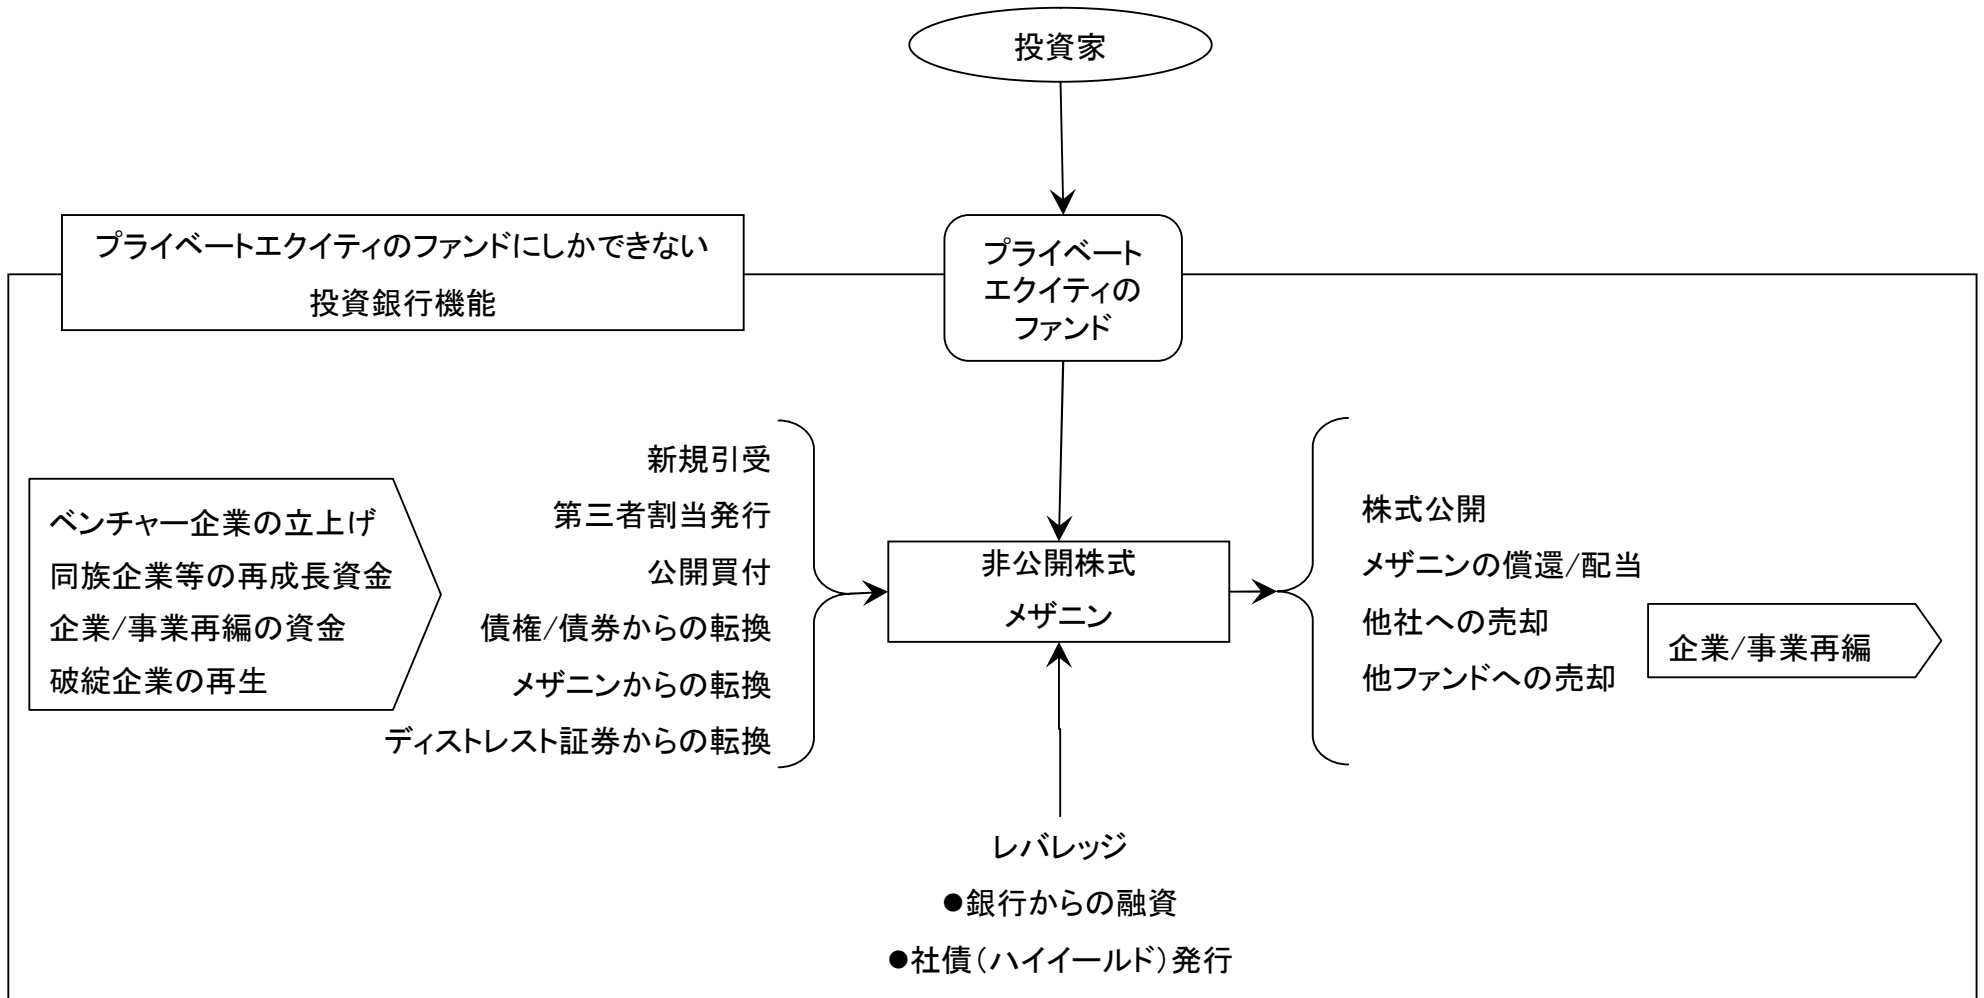 投資家
プライベートエクイティのファンドにしかできない
投資銀行機能
プライベート
エクイティの
ファンド
ベンチャー企業の立上げ
同族企業等の再成長資金
企業/事業再編の資金
破綻企業の再生
新規引受
第三者割当発行
公開買付
債権/債券からの転換
メザニンからの転換
ディストレスト証券からの転換
非公開株式
メザニン
株式公開
メザニンの償還/配当
他社への売却
他ファンドへの売却
企業/事業再編
レバレッジ
●銀行からの融資
●社債(ハイイールド)発行